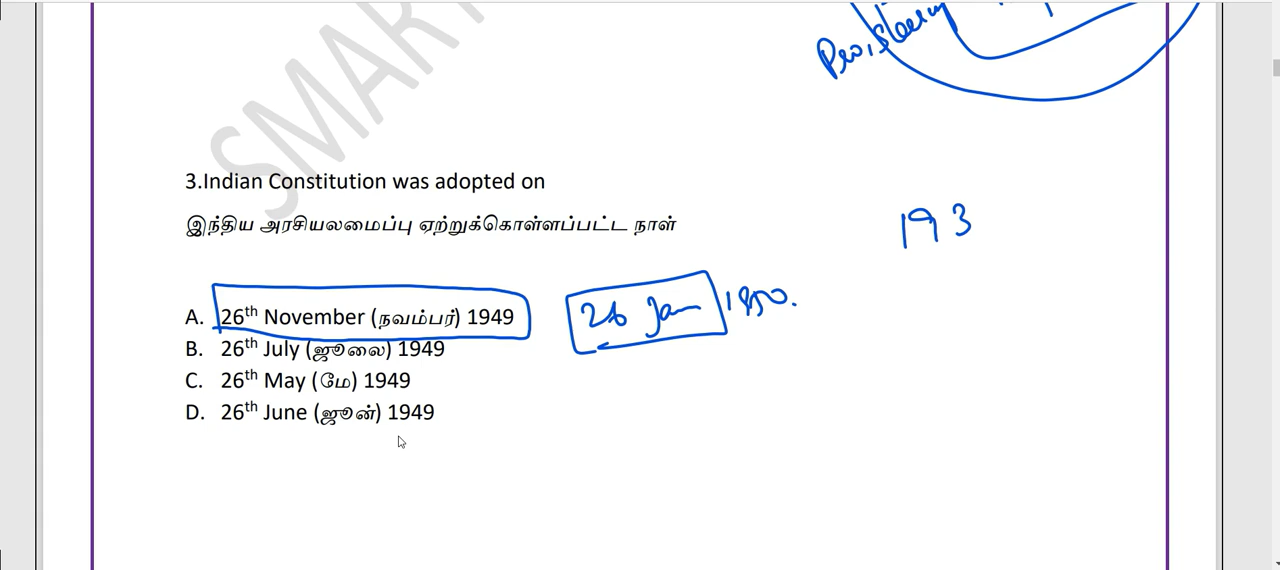 SMAR
3.Indian Constitution was adopted on
இந்திய அரசியலமைப்பு ஏற்றுக்கொள்ளப்பட்ட நாள்
193
A. 26th November (நவம்பர்) 1949
26 Jan 1950.
B. 26th July (ஜூலை) 1949
C. 26th May (மே) 1949
D. 26th June (ஜூன்) 1949